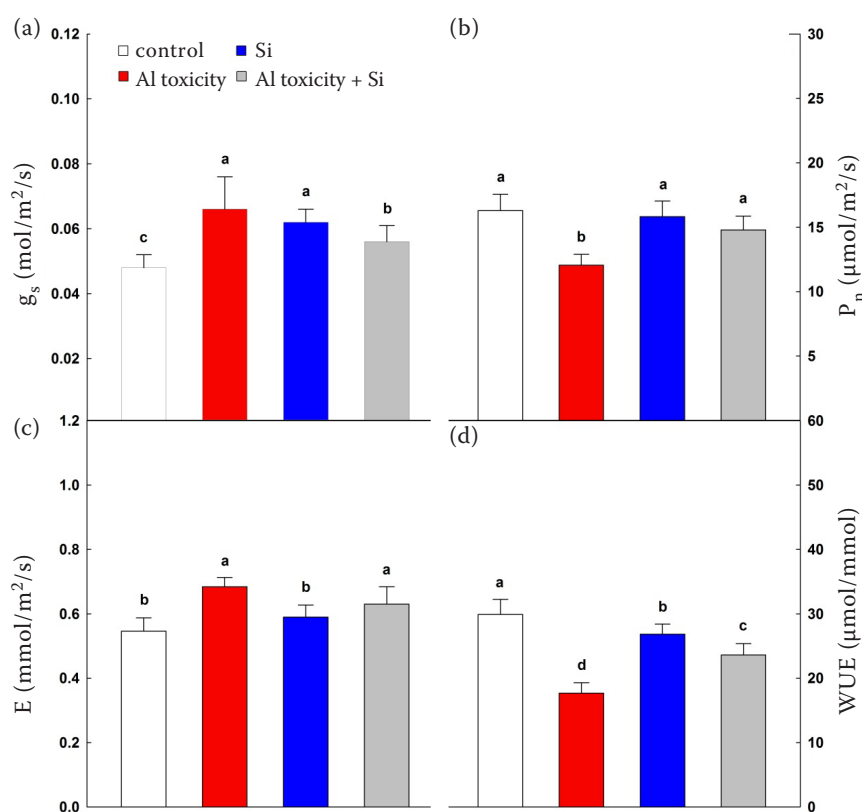 (a)
0.12
0.10
0.08
0.06
0.04
0.02
g_s (mol/m²/s)
control
Si
Al toxicity
Al toxicity + Si
c
a
a
b
(b)
30
25
20
15
10
5
P_n (μmol/m²/s)
a
b
a
a
(c)
1.2
1.0
0.8
0.6
0.4
0.2
0.0
E (mmol/m²/s)
b
a
b
a
(d)
60
50
40
30
20
10
0
WUE (μmol/mmol)
a
d
b
c